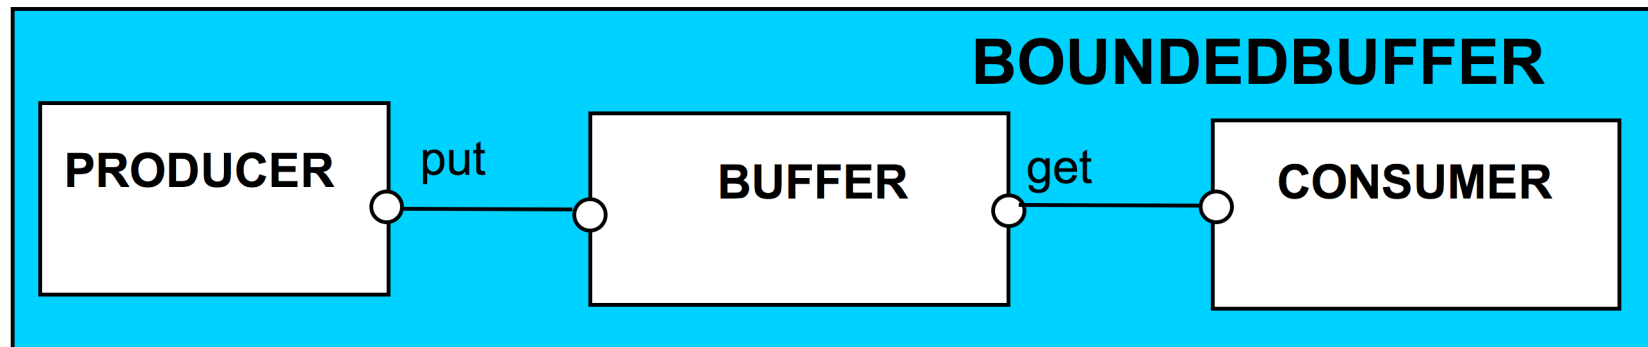 BOUNDEDBUFFER
PRODUCER
put
BUFFER
get
CONSUMER